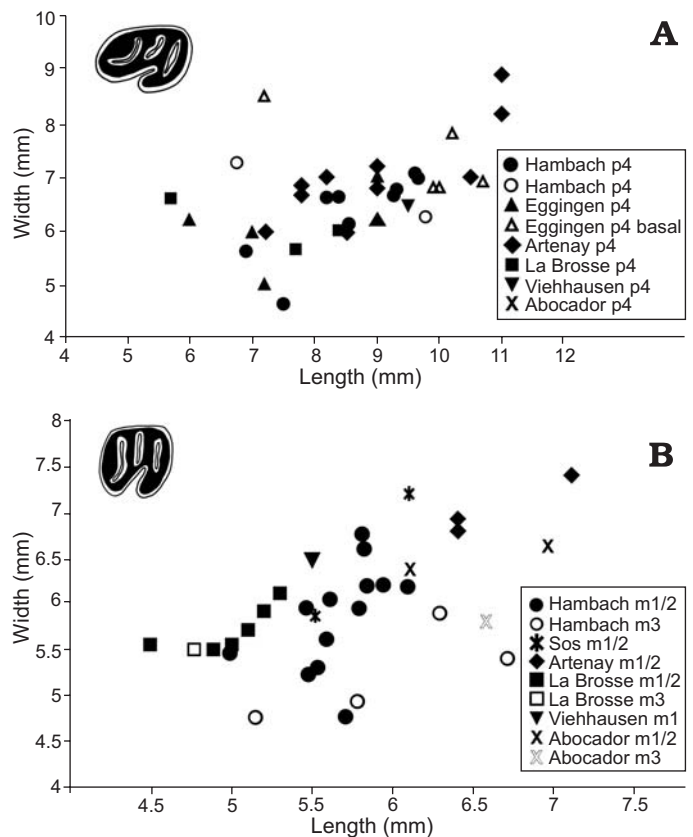 A
10
9
8
7
6
5
4
Width (mm)
4 5 6 7 8 9 10 11 12
Length (mm)
Hambach p4
Hambach p4
Eggingen p4
Eggingen p4 basal
Artenay p4
La Brosse p4
Viehhausen p4
Abocador p4
B
8
7.5
7
6.5
6
5.5
5
4.5
4
Width (mm)
4.5 5 5.5 6 6.5 7 7.5
Length (mm)
Hambach m1/2
Hambach m3
Sos m1/2
Artenay m1/2
La Brosse m1/2
La Brosse m3
Viehhausen m1
Abocador m1/2
Abocador m3